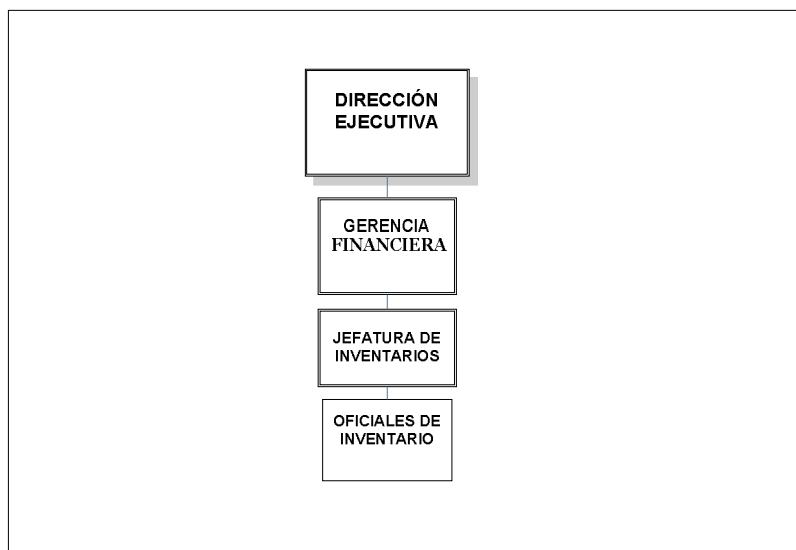 DIRECCIÓN
EJECUTIVA
GERENCIA
FINANCIERA
JEFATURA DE
INVENTARIOS
OFICIALES DE
INVENTARIO